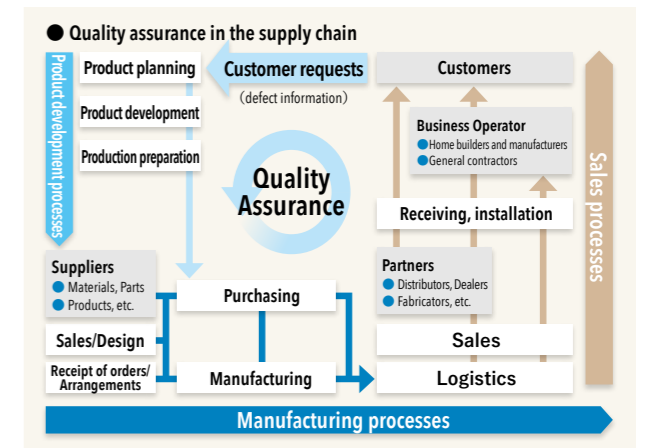 ● Quality assurance in the supply chain
Product development processes
Product planning
Customer requests
(defect information)
Customers
Product development
Production preparation
Quality
Assurance
Business Operator
●Home builders and manufacturers
●General contractors
Receiving, installation
Sales processes
Suppliers
● Materials, Parts
● Products, etc.
Purchasing
Partners
● Distributors, Dealers
● Fabricators, etc.
Sales/Design
Sales
Receipt of orders/
Arrangements
Manufacturing
Logistics
Manufacturing processes